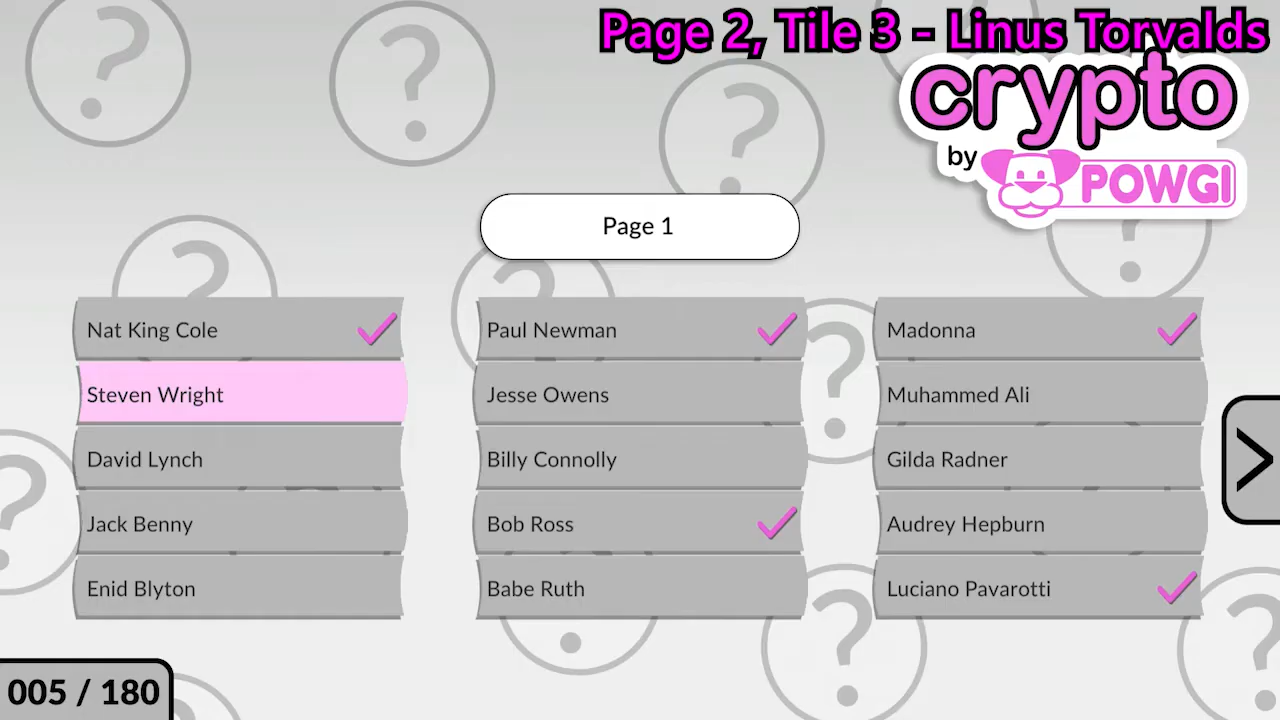 Page 2, Tile 3 - Linus Torvalds
crypto
by POWGI
Page 1
Nat King Cole
Steven Wright
David Lynch
Jack Benny
Enid Blyton
Paul Newman
Jesse Owens
Billy Connolly
Bob Ross
Babe Ruth
Madonna
Muhammed Ali
Gilda Radner
Audrey Hepburn
Luciano Pavarotti
005 / 180